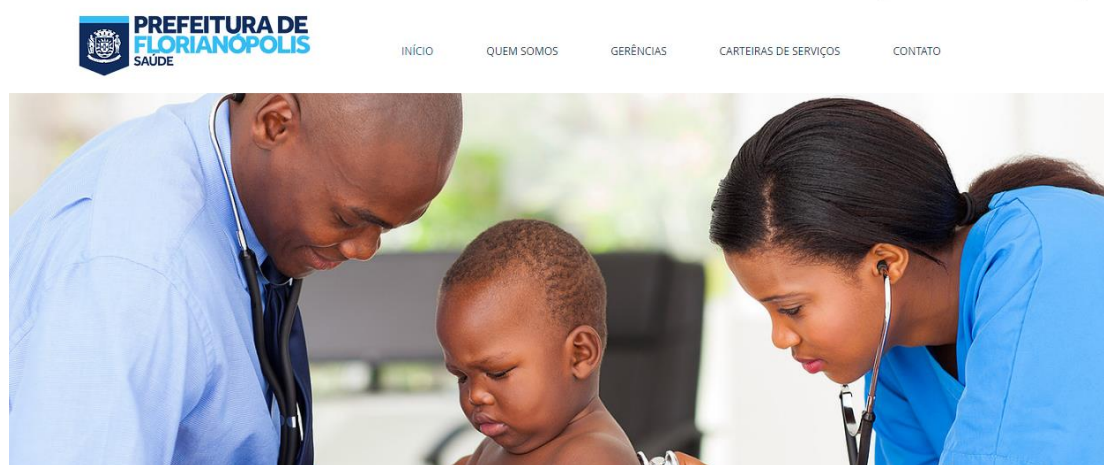 PREFEITURA DE
FLORIANÓPOLIS
SAÚDE
INÍCIO
QUEM SOMOS
GERÊNCIAS
CARTEIRAS DE SERVIÇOS
CONTATO